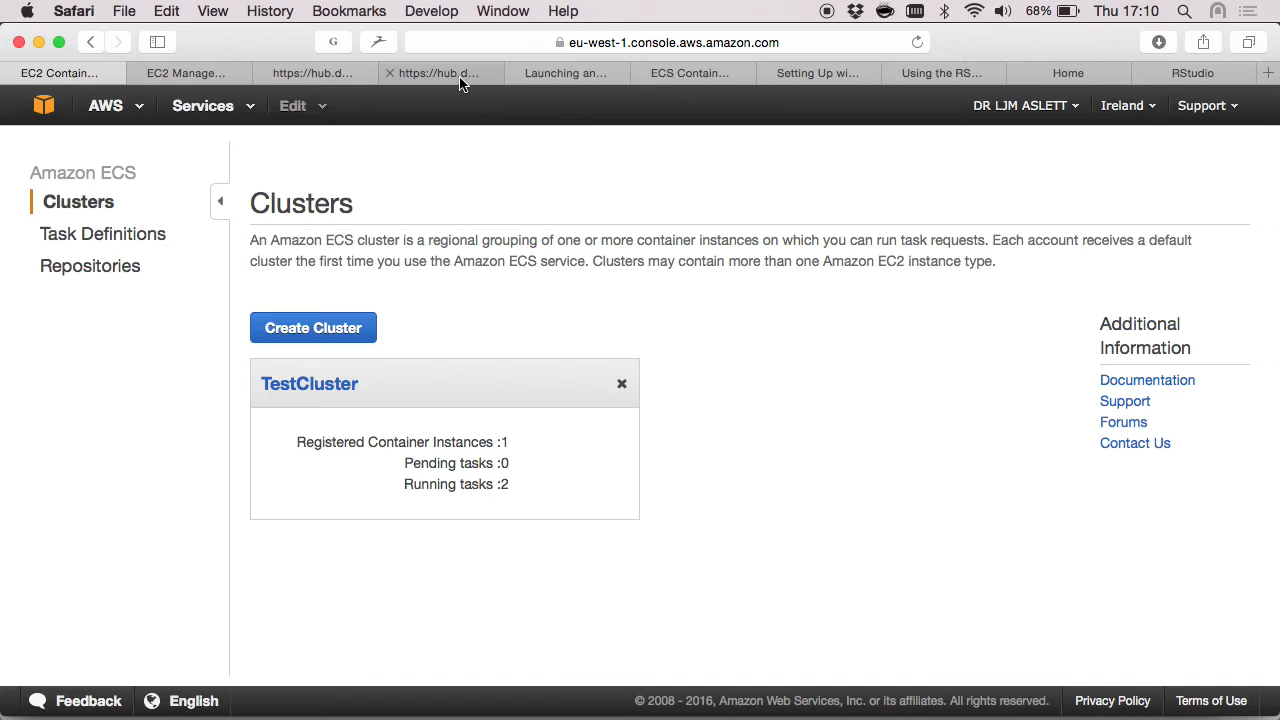 Safari File Edit View History Bookmarks Develop Window Help 68% Thu 17:10
G eu-west-1.console.aws.amazon.com
EC2 Contain... EC2 Manage... https://hub.d... https://hub.d... Launching an... ECS Contain... Setting Up wi... Using the RS... Home RStudio
AWS Services Edit DR LJM ASLETT Ireland Support
Amazon ECS
Clusters
Task Definitions
Repositories
Clusters
An Amazon ECS cluster is a regional grouping of one or more container instances on which you can run task requests. Each account receives a default
cluster the first time you use the Amazon ECS service. Clusters may contain more than one Amazon EC2 instance type.
Create Cluster
TestCluster
Registered Container Instances :1
Pending tasks :0
Running tasks :2
Additional
Information
Documentation
Support
Forums
Contact Us
Feedback English © 2008 - 2016, Amazon Web Services, Inc. or its affiliates. All rights reserved. Privacy Policy Terms of Use